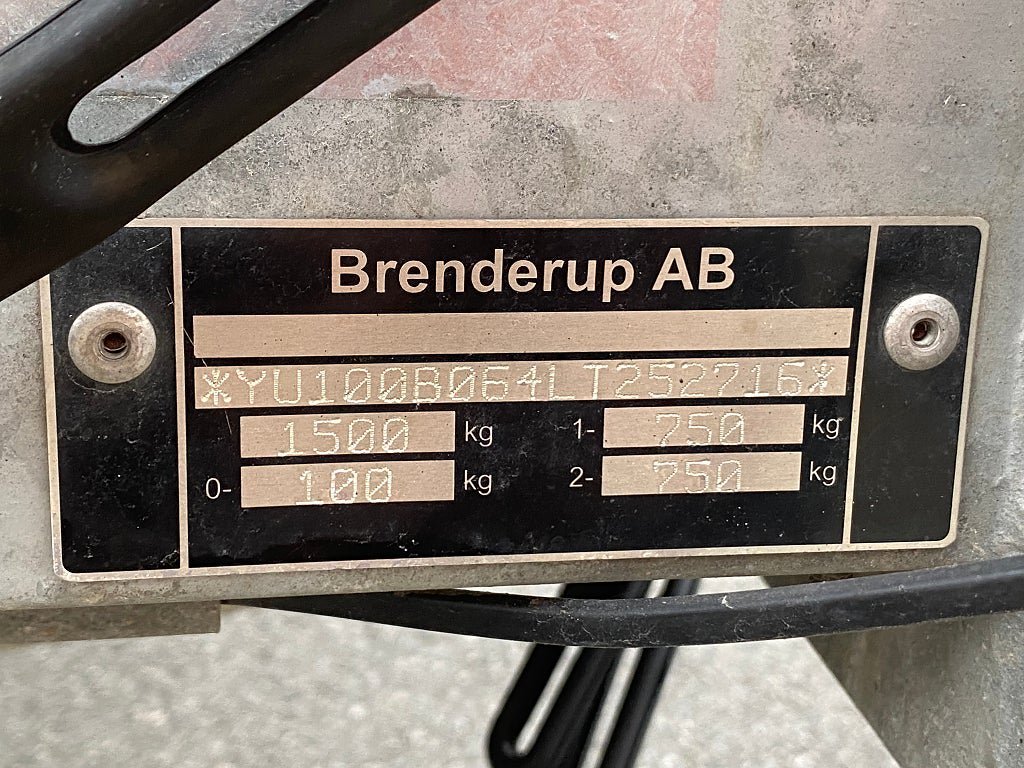 Brenderup AB
*YU100B064LT252716*
1500 kg 1- 750 kg
0- 100 kg 2- 750 kg